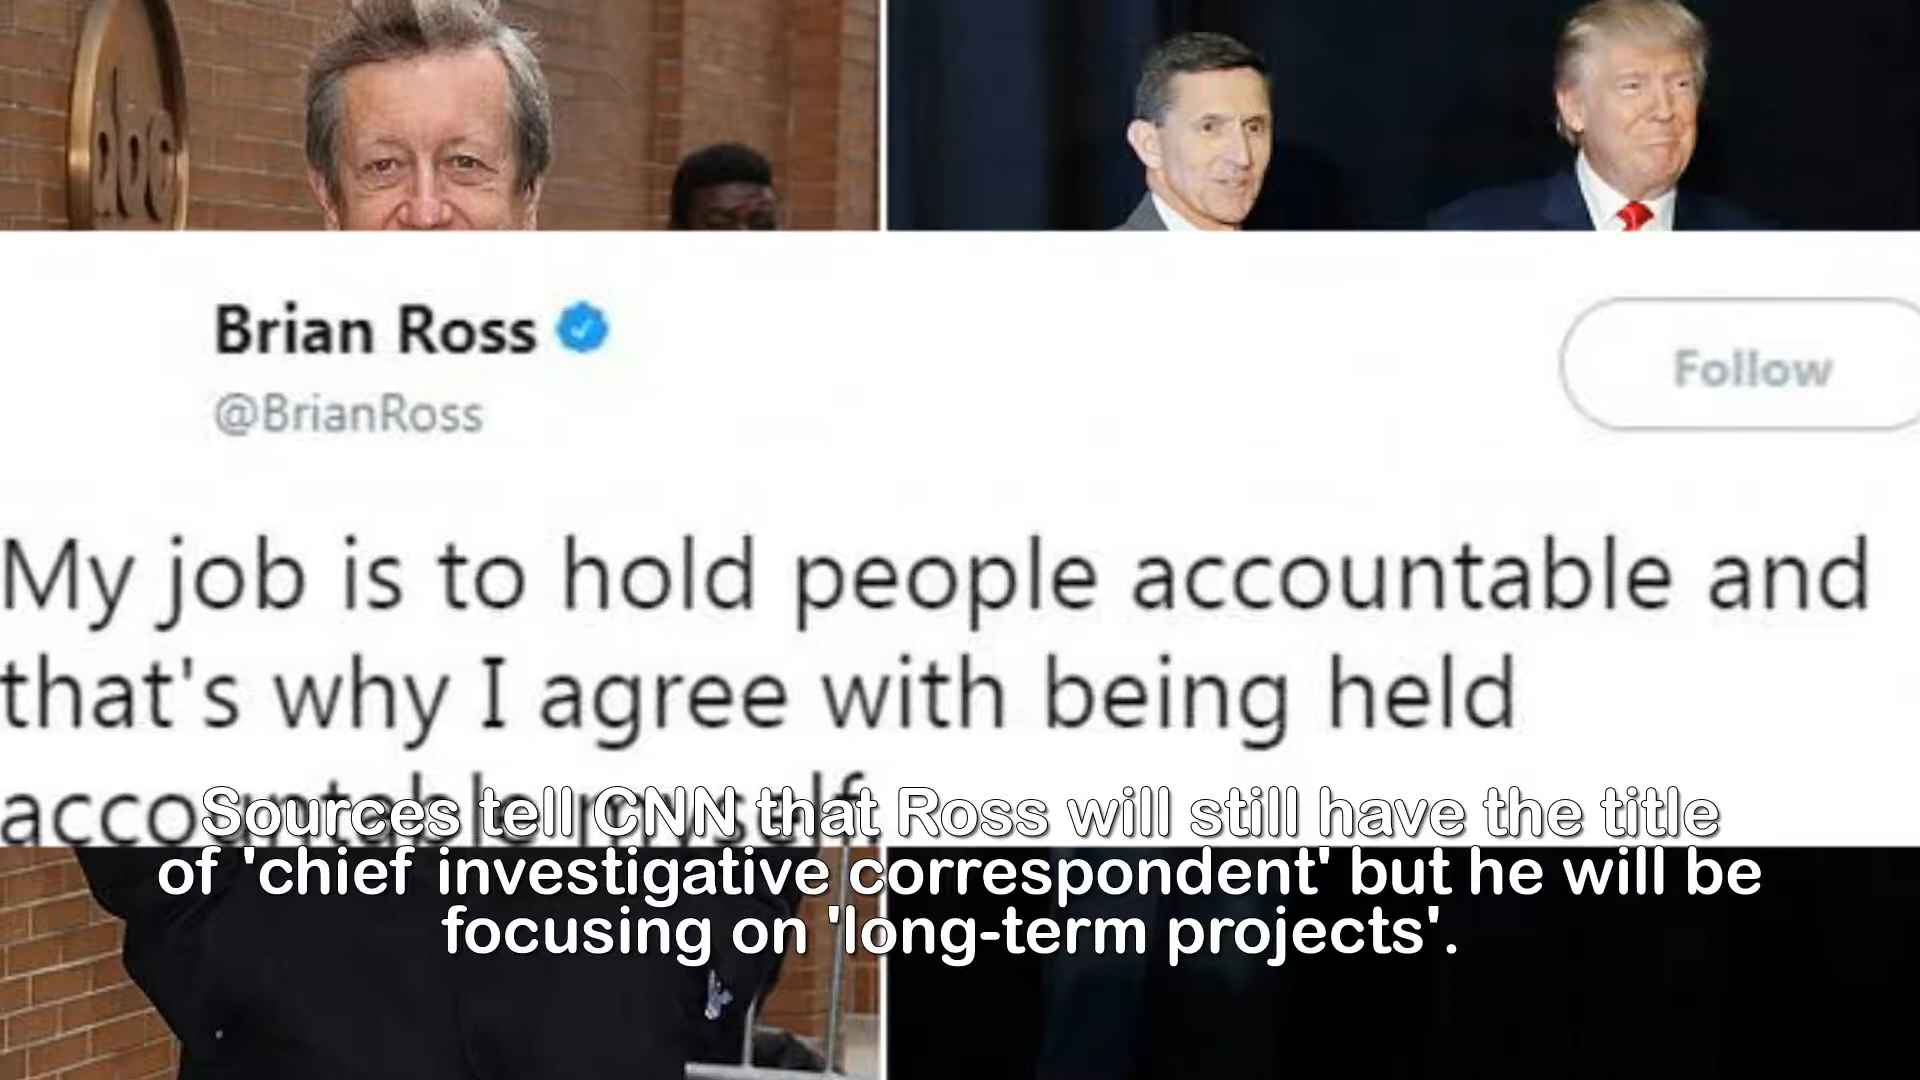 abc
Brian Ross
@BrianRoss
Follow
My job is to hold people accountable and
that's why I agree with being held
accountable myself.
Sources tell CNN that Ross will still have the title
of 'chief investigative correspondent' but he will be
focusing on 'long-term projects'.